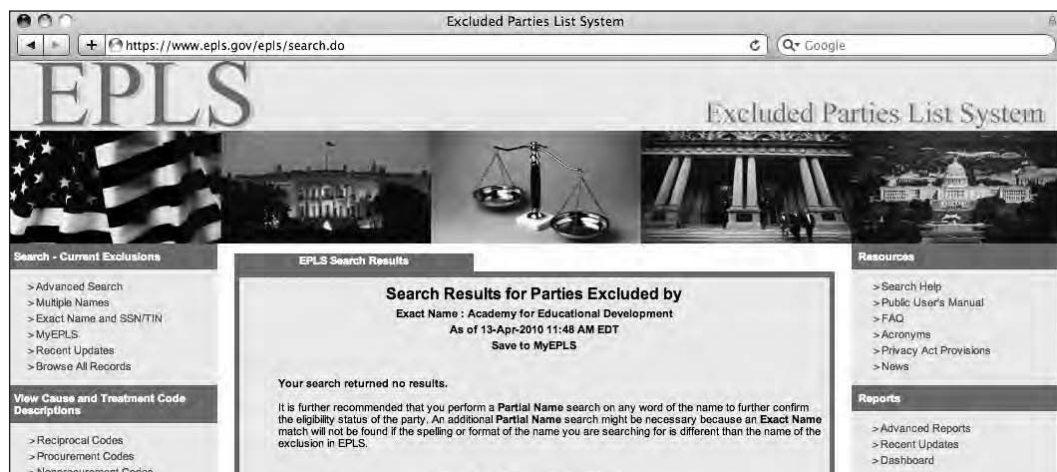 Excluded Parties List System
https://www.epls.gov/epls/search.do
Google
EPLS
Excluded Parties List System
Search - Current Exclusions
> Advanced Search
> Multiple Names
> Exact Name and SSN/TIN
> MyEPLS
> Recent Updates
> Browse All Records
View Cause and Treatment Code
Descriptions
> Reciprocal Codes
> Procurement Codes
> Nonprocurement Codes
EPLS Search Results
Search Results for Parties Excluded by
Exact Name : Academy for Educational Development
As of 13-Apr-2010 11:48 AM EDT
Save to MyEPLS
Your search returned no results.
It is further recommended that you perform a Partial Name search on any word of the name to further confirm
the eligibility status of the party. An additional Partial Name search might be necessary because an Exact Name
match will not be found if the spelling or format of the name you are searching for is different than the name of the
exclusion in EPLS.
Resources
> Search Help
> Public User's Manual
> FAQ
> Acronyms
> Privacy Act Provisions
> News
Reports
> Advanced Reports
> Recent Updates
> Dashboard